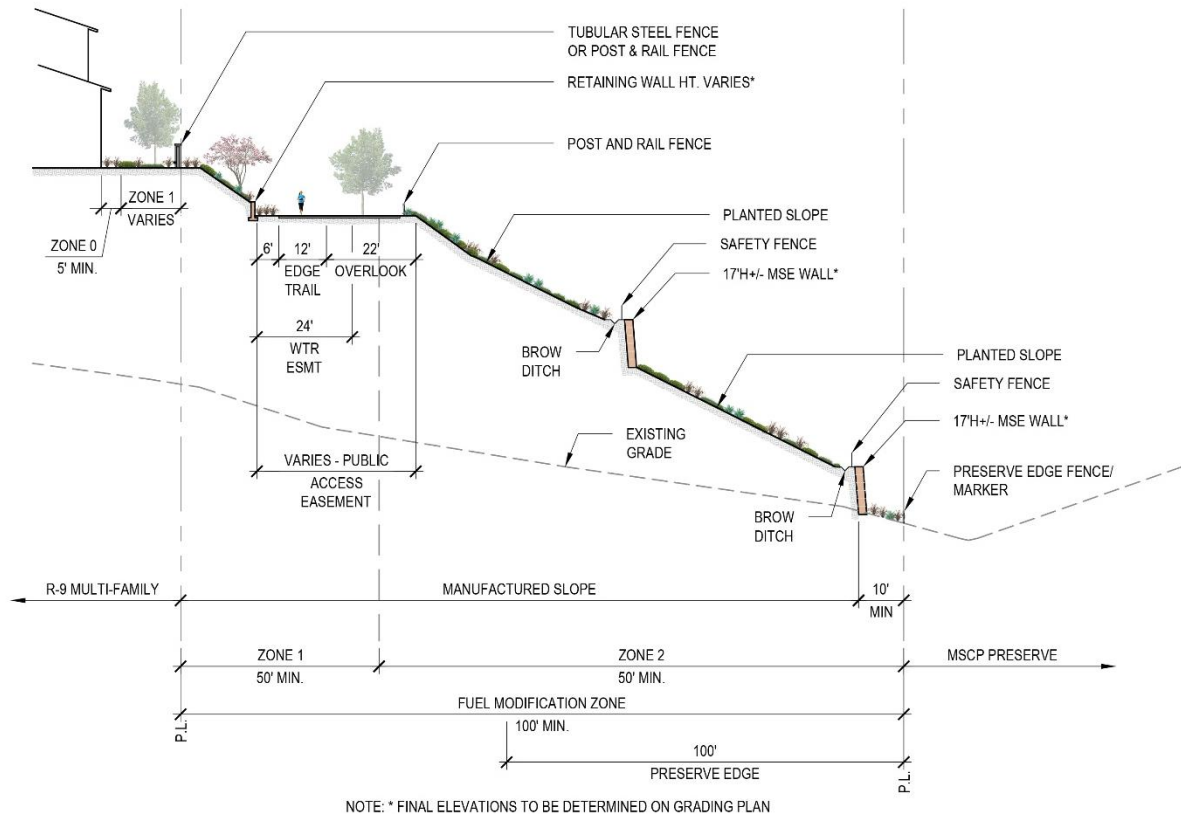 TUBULAR STEEL FENCE
OR POST & RAIL FENCE
RETAINING WALL HT. VARIES*
POST AND RAIL FENCE
PLANTED SLOPE
SAFETY FENCE
17'H+/- MSE WALL*
ZONE 1
VARIES
ZONE 0
5' MIN.
6'
12'
22'
EDGE
TRAIL
OVERLOOK
24'
WTR
ESMT
BROW
DITCH
PLANTED SLOPE
SAFETY FENCE
17'H+/- MSE WALL*
EXISTING
GRADE
VARIES - PUBLIC
ACCESS
EASEMENT
PRESERVE EDGE FENCE/
MARKER
BROW
DITCH
R-9 MULTI-FAMILY
MANUFACTURED SLOPE
10'
MIN
ZONE 1
50' MIN.
ZONE 2
50' MIN.
MSCP PRESERVE
FUEL MODIFICATION ZONE
100' MIN.
P.L.
100'
PRESERVE EDGE
P.L.
NOTE: * FINAL ELEVATIONS TO BE DETERMINED ON GRADING PLAN